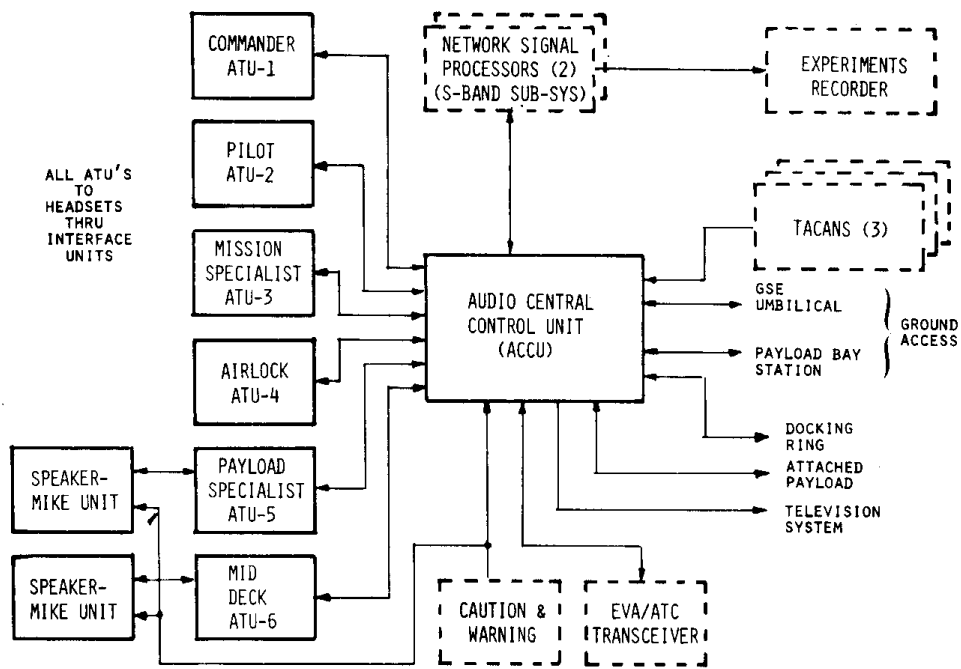 COMMANDER
ATU-1
NETWORK SIGNAL
PROCESSORS (2)
(S-BAND SUB-SYS)
EXPERIMENTS
RECORDER
ALL ATU'S
TO
HEADSETS
THRU
INTERFACE
UNITS
PILOT
ATU-2
TACANS (3)
MISSION
SPECIALIST
ATU-3
AUDIO CENTRAL
CONTROL UNIT
(ACCU)
GSE
UMBILICAL
GROUND
ACCESS
PAYLOAD BAY
STATION
AIRLOCK
ATU-4
DOCKING
RING
ATTACHED
PAYLOAD
TELEVISION
SYSTEM
SPEAKER-
MIKE UNIT
PAYLOAD
SPECIALIST
ATU-5
SPEAKER-
MIKE UNIT
MID
DECK
ATU-6
CAUTION &
WARNING
EVA/ATC
TRANSCEIVER